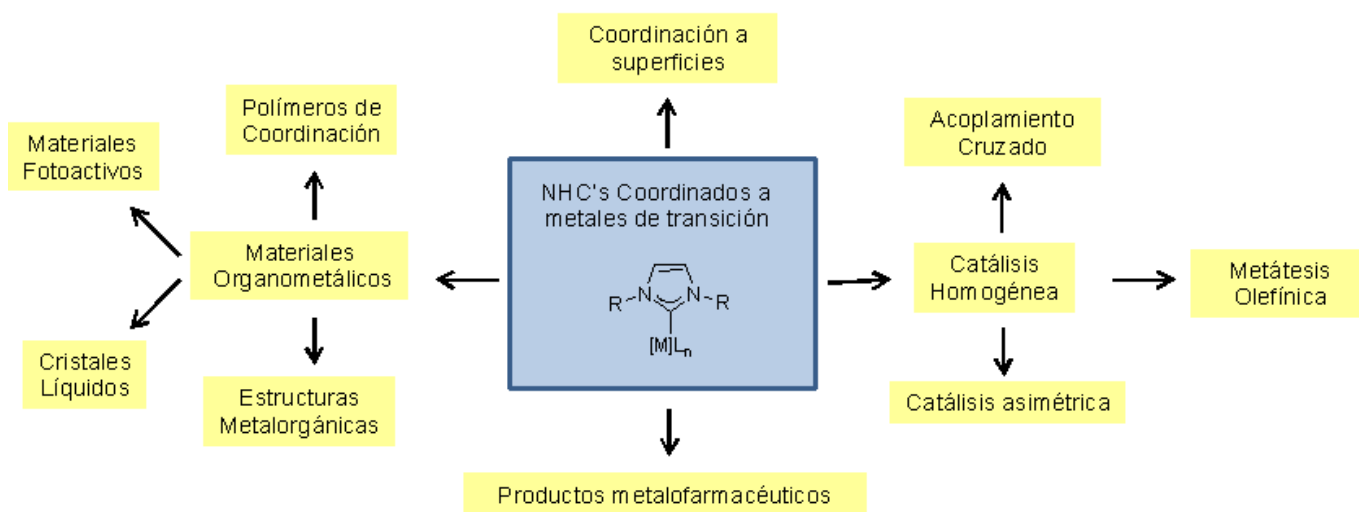 Coordinación a
superficies
Polímeros de
Coordinación
Materiales
Fotoactivos
Acoplamiento
Cruzado
NHC's Coordinados a
metales de transición
Materiales
Organometálicos
Catálisis
Homogénea
Metátesis
Olefínica
R N N R
[M]Ln
Cristales
Líquidos
Estructuras
Metalorgánicas
Catálisis asimétrica
Productos metalofarmacéuticos